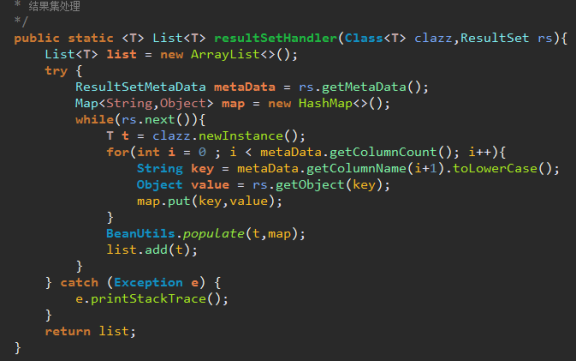 * 结果集处理
*/
public static <T> List<T> resultSetHandler(Class<T> clazz,ResultSet rs){
List<T> list = new ArrayList<>();
try {
ResultSetMetaData metaData = rs.getMetaData();
Map<String,Object> map = new HashMap<>();
while(rs.next()){
T t = clazz.newInstance();
for(int i = 0 ; i < metaData.getColumnCount(); i++){
String key = metaData.getColumnName(i+1).toLowerCase();
Object value = rs.getObject(key);
map.put(key,value);
}
BeanUtils.populate(t,map);
list.add(t);
}
} catch (Exception e) {
e.printStackTrace();
}
return list;
}